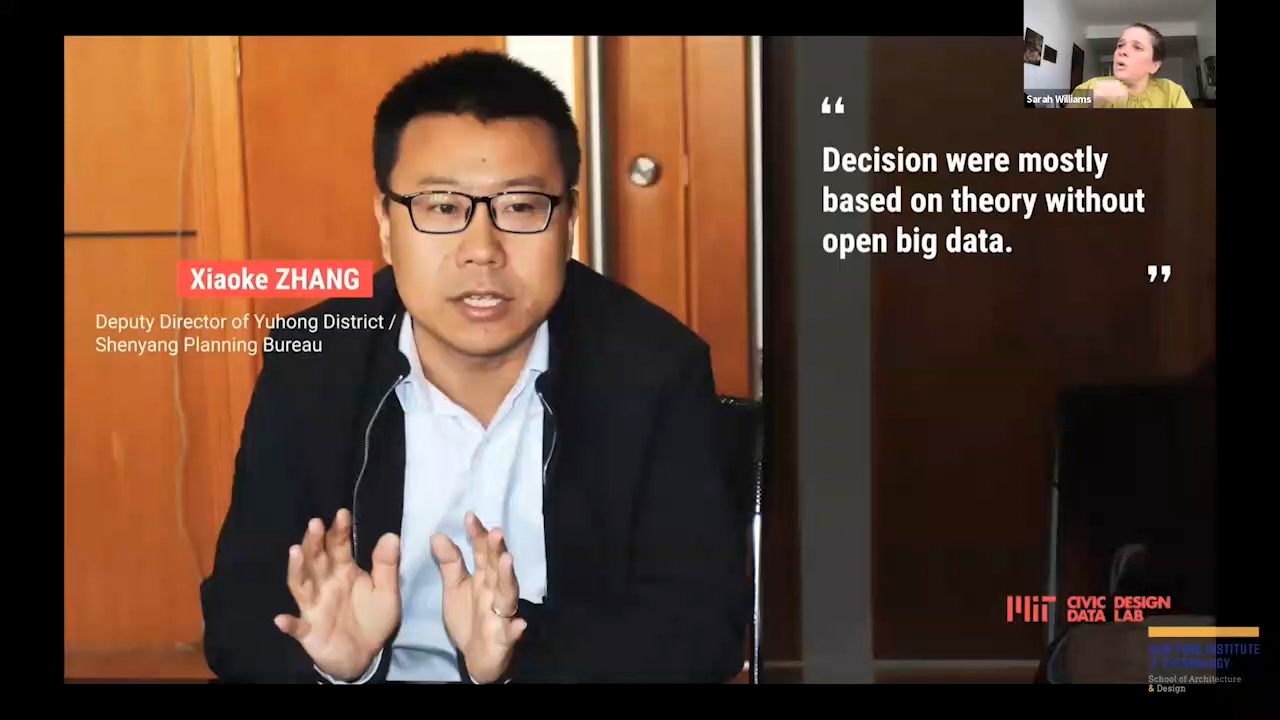 Sarah Williams
“
Decision were mostly
based on theory without
open big data.
”
Xiaoke ZHANG
Deputy Director of Yuhong District /
Shenyang Planning Bureau
MIT CIVIC DESIGN
DATA LAB
NEW YORK INSTITUTE
OF TECHNOLOGY
School of Architecture
& Design